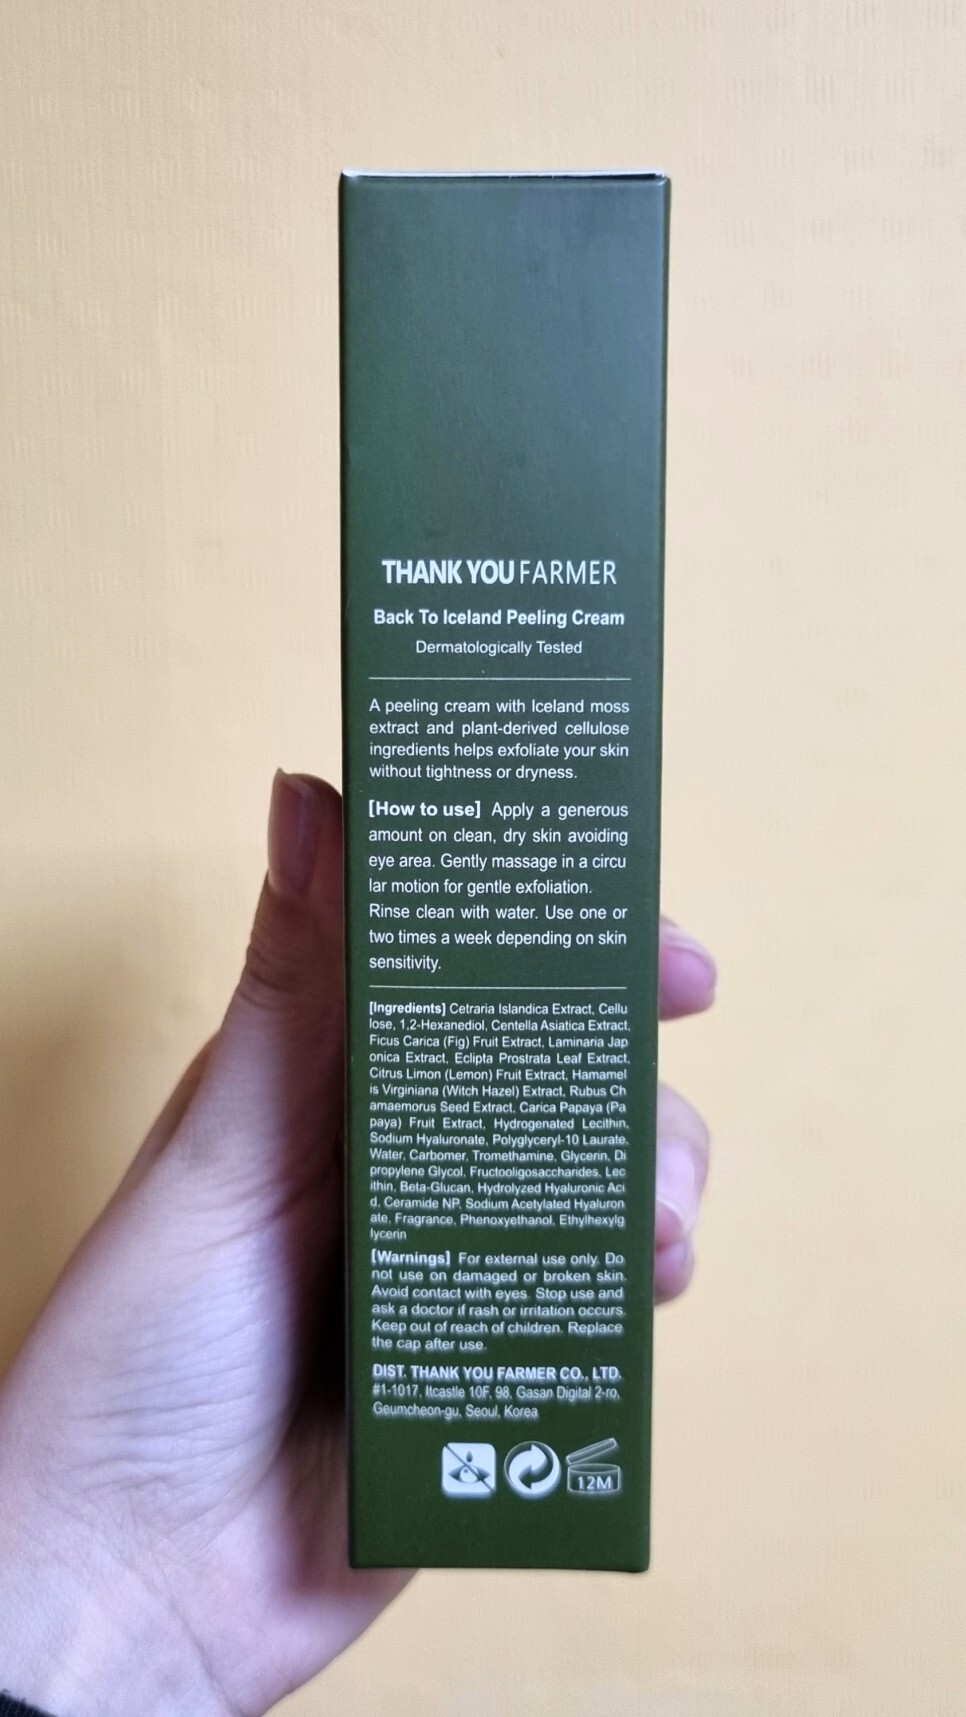 THANK YOU FARMER
Back To Iceland Peeling Cream
Dermatologically Tested
A peeling cream with Iceland moss
extract and plant-derived cellulose
ingredients helps exfoliate your skin
without tightness or dryness.
[How to use] Apply a generous
amount on clean, dry skin avoiding
eye area. Gently massage in a circu
lar motion for gentle exfoliation.
Rinse clean with water. Use one or
two times a week depending on skin
sensitivity.
[Ingredients] Cetraria Islandica Extract, Cellu
lose, 1,2-Hexanediol, Centella Asiatica Extract,
Ficus Carica (Fig) Fruit Extract, Laminaria Jap
onica Extract, Eclipta Prostrata Leaf Extract,
Citrus Limon (Lemon) Fruit Extract, Hamamel
is Virginiana (Witch Hazel) Extract, Rubus Ch
amaemorus Seed Extract, Carica Papaya (Pa
paya) Fruit Extract, Hydrogenated Lecithin,
Sodium Hyaluronate, Polyglyceryl-10 Laurate,
Water, Carbomer, Tromethamine, Glycerin, Di
propylene Glycol, Fructooligosaccharides, Lec
ithin, Beta-Glucan, Hydrolyzed Hyaluronic Aci
d, Ceramide NP, Sodium Acetylated Hyaluron
ate, Fragrance, Phenoxyethanol, Ethylhexylg
lycerin
[Warnings] For external use only. Do
not use on damaged or broken skin.
Avoid contact with eyes. Stop use and
ask a doctor if rash or irritation occurs.
Keep out of reach of children. Replace
the cap after use.
DIST. THANK YOU FARMER CO., LTD.
#1-1017, Itcastle 10F, 98, Gasan Digital 2-ro,
Geumcheon-gu, Seoul, Korea
12M